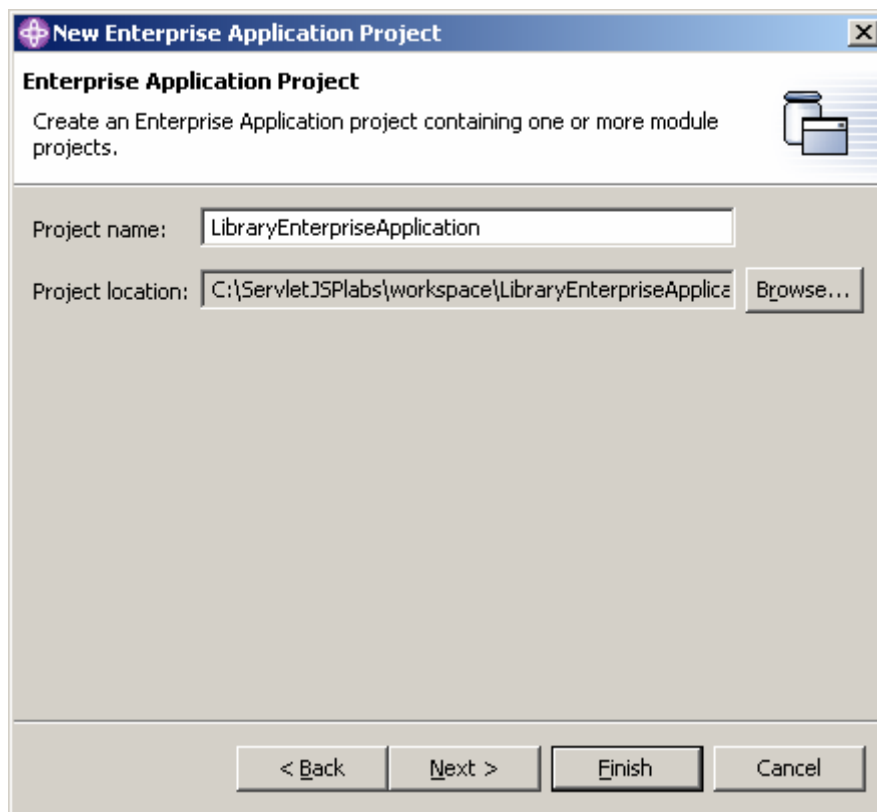 New Enterprise Application Project
Enterprise Application Project
Create an Enterprise Application project containing one or more module
projects.
Project name: LibraryEnterpriseApplication
Project location: C:\ServletJSPlabs\workspace\LibraryEnterpriseApplica Browse...
< Back Next > Finish Cancel